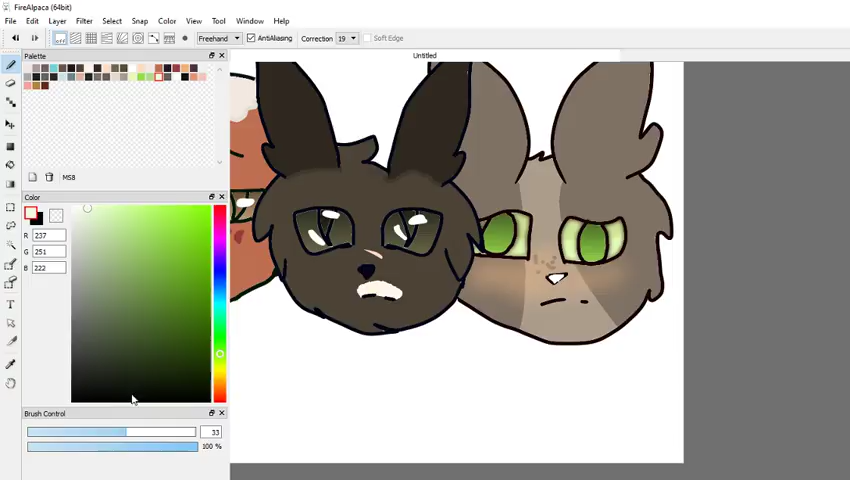 FireAlpaca (64bit)
File Edit Layer Filter Select Snap Color View Tool Window Help
off Freehand AntiAliasing Correction 19 Soft Edge
Palette
Untitled
MS8
Color
R 237
G 251
B 222
Brush Control
33
100 %